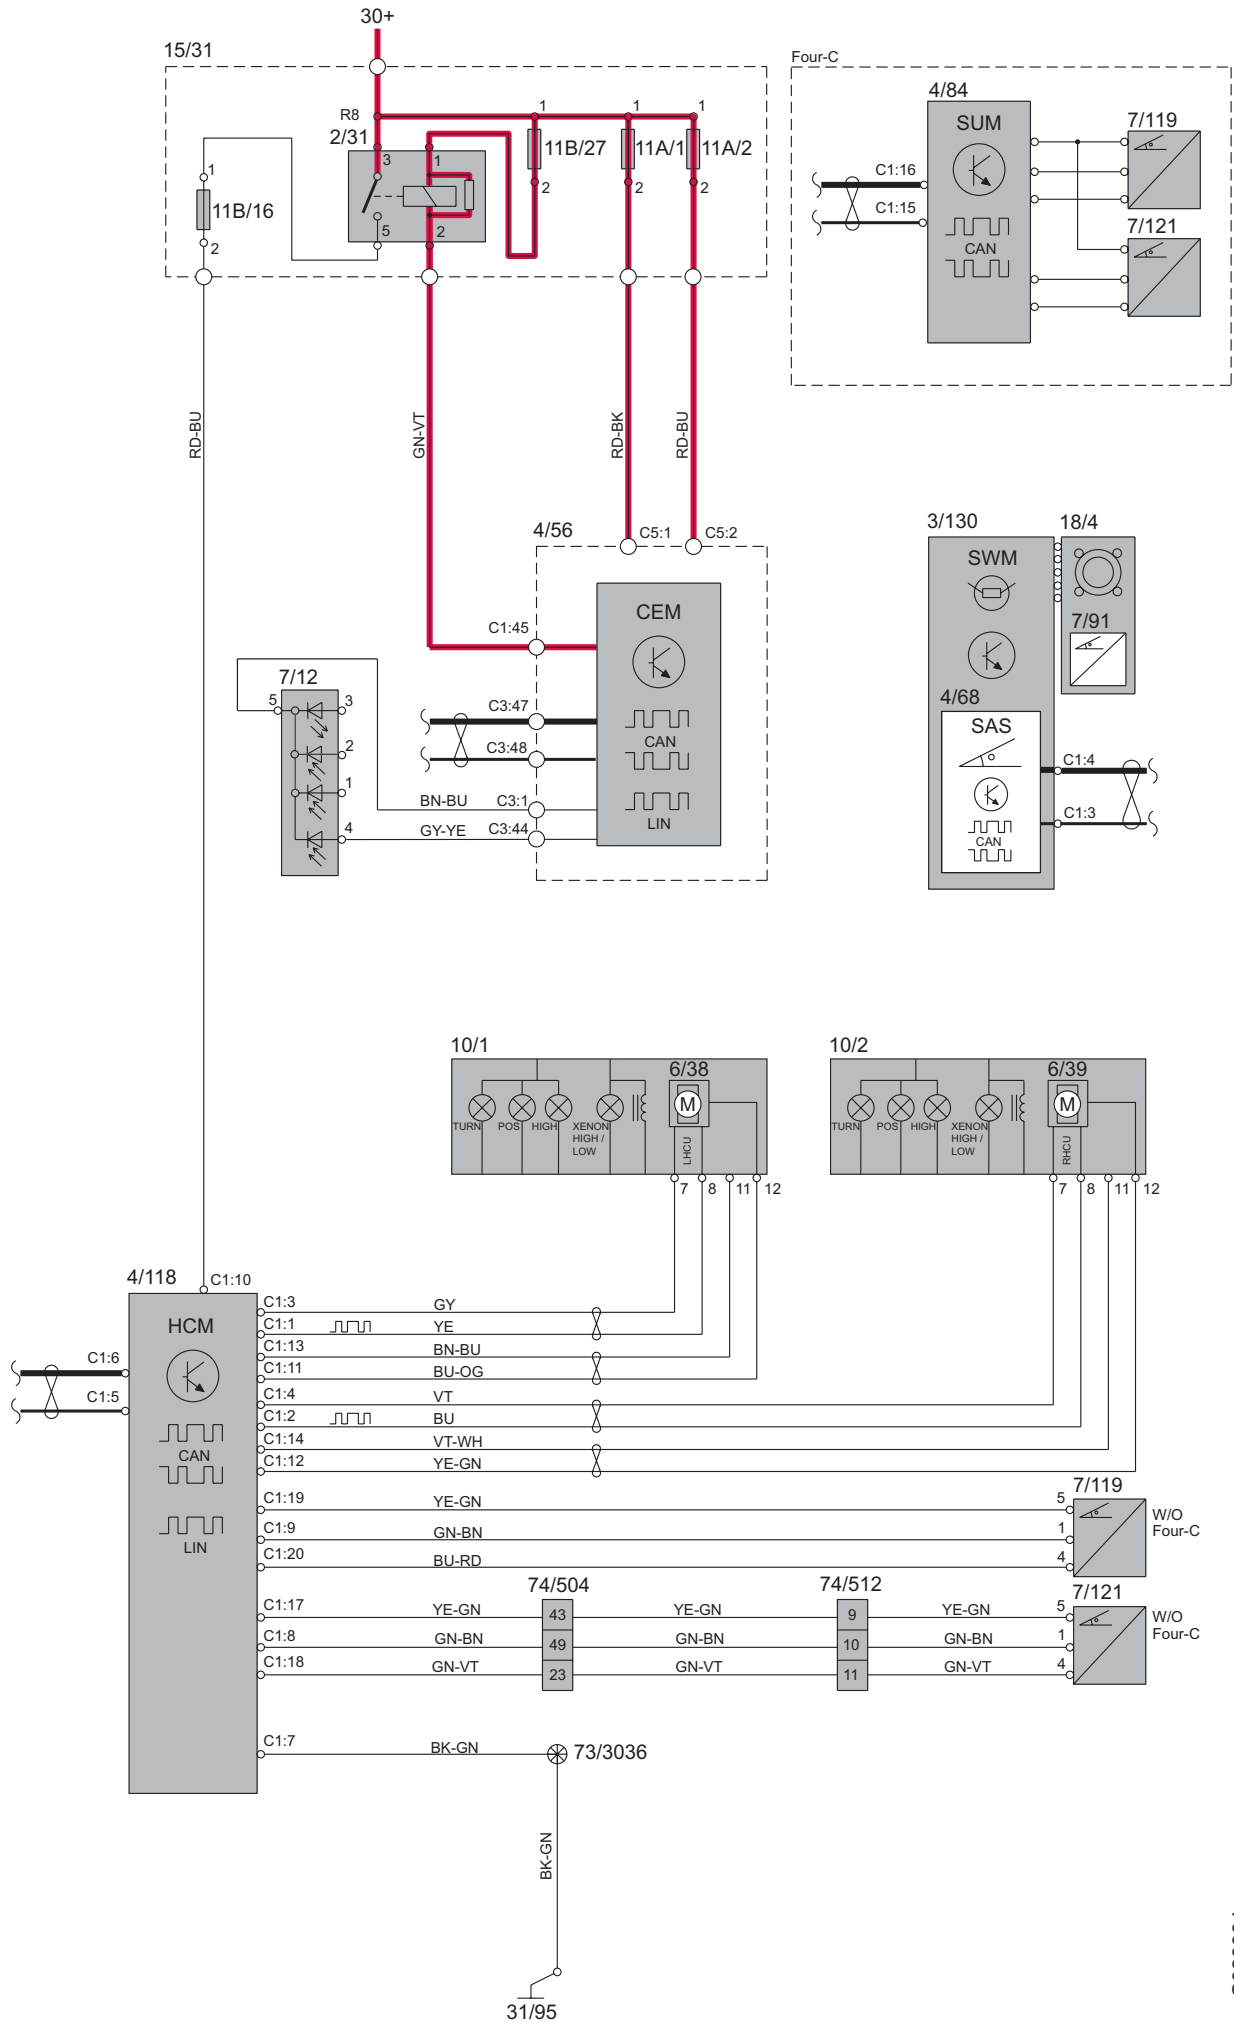 30+
15/31
R8
2/31
3
1
5
2
1
11B/16
2
1
11B/27
2
1
11A/1
2
1
11A/2
2
Four-C
4/84
SUM
C1:16
C1:15
CAN
7/119
7/121
RD-BU
GN-VT
RD-BK
RD-BU
4/56
C5:1
C5:2
CEM
C1:45
C3:47
C3:48
CAN
BN-BU
C3:1
GY-YE
C3:44
LIN
7/12
5
3
2
1
4
3/130
18/4
SWM
7/91
4/68
SAS
CAN
C1:4
C1:3
10/1
6/38
M
TURN
POS
HIGH
XENON
HIGH /
LOW
LHCU
7
8
11
12
10/2
6/39
M
TURN
POS
HIGH
XENON
HIGH /
LOW
RHCU
7
8
11
12
4/118
C1:10
HCM
C1:6
C1:5
CAN
LIN
C1:3 GY
C1:1 YE
C1:13 BN-BU
C1:11 BU-OG
C1:4 VT
C1:2 BU
C1:14 VT-WH
C1:12 YE-GN
7/119
C1:19 YE-GN 5
C1:9 GN-BN 1
C1:20 BU-RD 4
W/O
Four-C
74/504
74/512
7/121
C1:17 YE-GN 43 YE-GN 9 YE-GN 5
C1:8 GN-BN 49 GN-BN 10 GN-BN 1
C1:18 GN-VT 23 GN-VT 11 GN-VT 4
W/O
Four-C
C1:7 BK-GN
73/3036
BK-GN
31/95